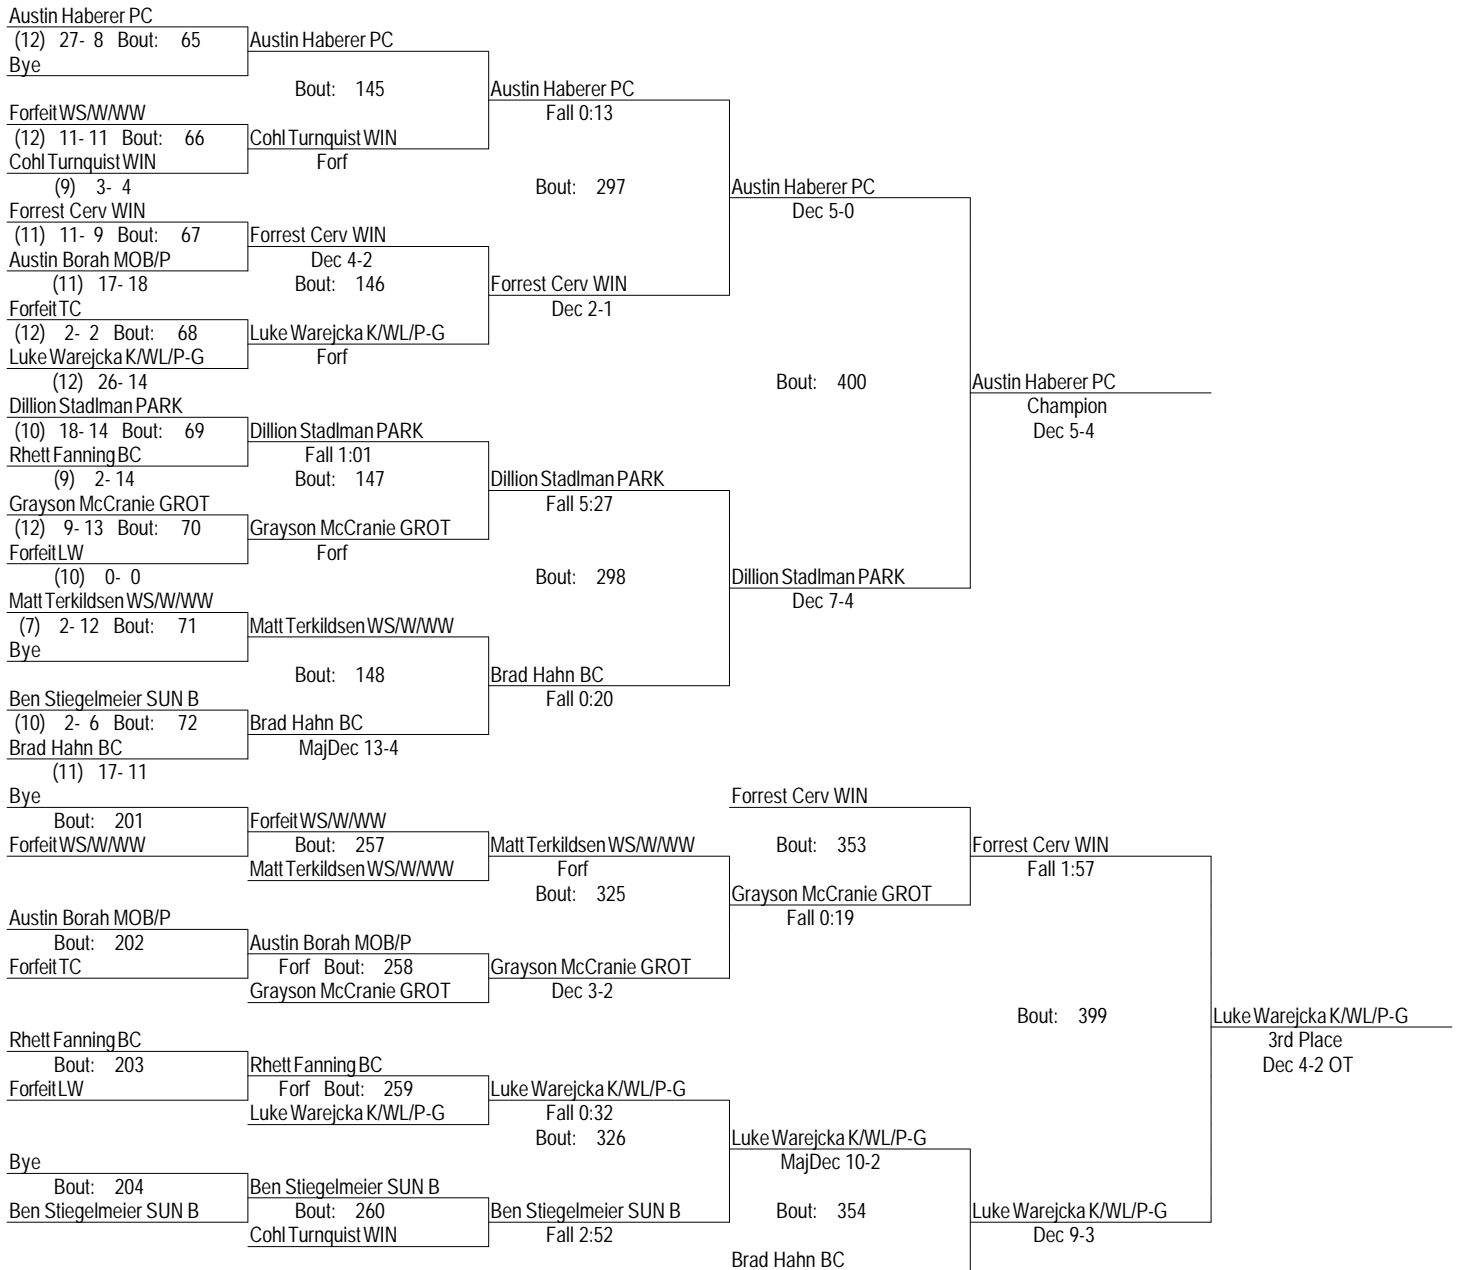 Austin Haberer PC
(12) 27- 8 Bout: 65 Austin Haberer PC
Bye
Bout: 145 Austin Haberer PC
Forfeit WS/W/WW Fall 0:13
(12) 11- 11 Bout: 66 Cohl Turnquist WIN
Cohl Turnquist WIN Forf
(9) 3- 4 Bout: 297 Austin Haberer PC
Forrest Cerv WIN Dec 5-0
(11) 11- 9 Bout: 67 Forrest Cerv WIN
Austin Borah MOB/P Dec 4-2
(11) 17- 18 Bout: 146 Forrest Cerv WIN
Forfeit TC Dec 2-1
(12) 2- 2 Bout: 68 Luke Warejcka K/WL/P-G
Luke Warejcka K/WL/P-G Forf
(12) 26- 14 Bout: 400 Austin Haberer PC
Dillion Stadlman PARK Champion
(10) 18- 14 Bout: 69 Dillion Stadlman PARK Dec 5-4
Rhett Fanning BC Fall 1:01
(9) 2- 14 Bout: 147 Dillion Stadlman PARK
Grayson McCranie GROT Fall 5:27
(12) 9- 13 Bout: 70 Grayson McCranie GROT
Forfeit LW Forf
(10) 0- 0 Bout: 298 Dillion Stadlman PARK
Matt Terkildsen WS/W/WW Dec 7-4
(7) 2- 12 Bout: 71 Matt Terkildsen WS/W/WW
Bye
Bout: 148 Brad Hahn BC
Ben Stiegelmeier SUN B Fall 0:20
(10) 2- 6 Bout: 72 Brad Hahn BC
Brad Hahn BC MajDec 13-4
(11) 17- 11
Bye Forrest Cerv WIN
Bout: 201 Forfeit WS/W/WW
Forfeit WS/W/WW Bout: 257 Matt Terkildsen WS/W/WW Bout: 353 Forrest Cerv WIN
Matt Terkildsen WS/W/WW Forf Fall 1:57
Bout: 325 Grayson McCranie GROT
Austin Borah MOB/P Fall 0:19
Bout: 202 Austin Borah MOB/P
Forfeit TC Forf Bout: 258 Grayson McCranie GROT
Grayson McCranie GROT Dec 3-2
Bout: 399 Luke Warejcka K/WL/P-G
Rhett Fanning BC 3rd Place
Bout: 203 Rhett Fanning BC Dec 4-2 OT
Forfeit LW Forf Bout: 259 Luke Warejcka K/WL/P-G
Luke Warejcka K/WL/P-G Fall 0:32
Bout: 326 Luke Warejcka K/WL/P-G
Bye MajDec 10-2
Bout: 204 Ben Stiegelmeier SUN B
Ben Stiegelmeier SUN B Bout: 260 Ben Stiegelmeier SUN B Bout: 354 Luke Warejcka K/WL/P-G
Cohl Turnquist WIN Fall 2:52 Dec 9-3
Brad Hahn BC